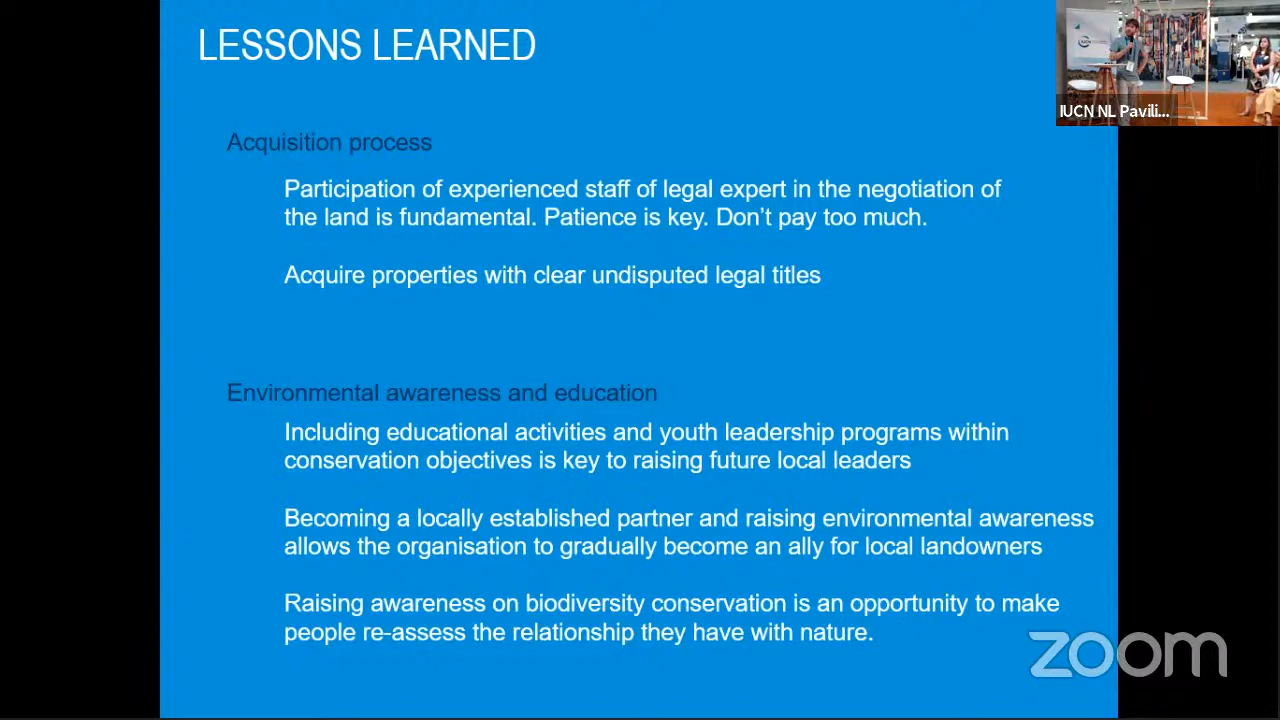 LESSONS LEARNED
IUCN NL Pavili...
Acquisition process
Participation of experienced staff of legal expert in the negotiation of
the land is fundamental. Patience is key. Don’t pay too much.
Acquire properties with clear undisputed legal titles
Environmental awareness and education
Including educational activities and youth leadership programs within
conservation objectives is key to raising future local leaders
Becoming a locally established partner and raising environmental awareness
allows the organisation to gradually become an ally for local landowners
Raising awareness on biodiversity conservation is an opportunity to make
people re-assess the relationship they have with nature.
zoom